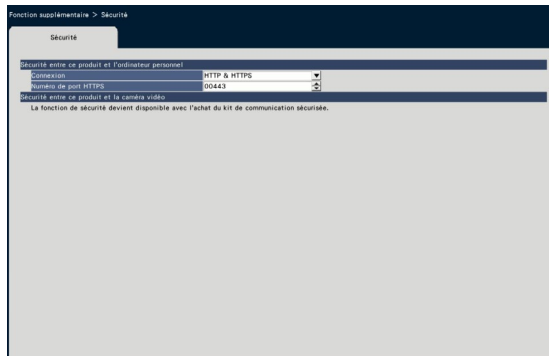 Fonction supplémentaire > Sécurité
Sécurité
Sécurité entre ce produit et l'ordinateur personnel
Connexion HTTP & HTTPS
Numéro de port HTTPS 00443
Sécurité entre ce produit et la caméra vidéo
La fonction de sécurité devient disponible avec l'achat du kit de communication sécurisée.